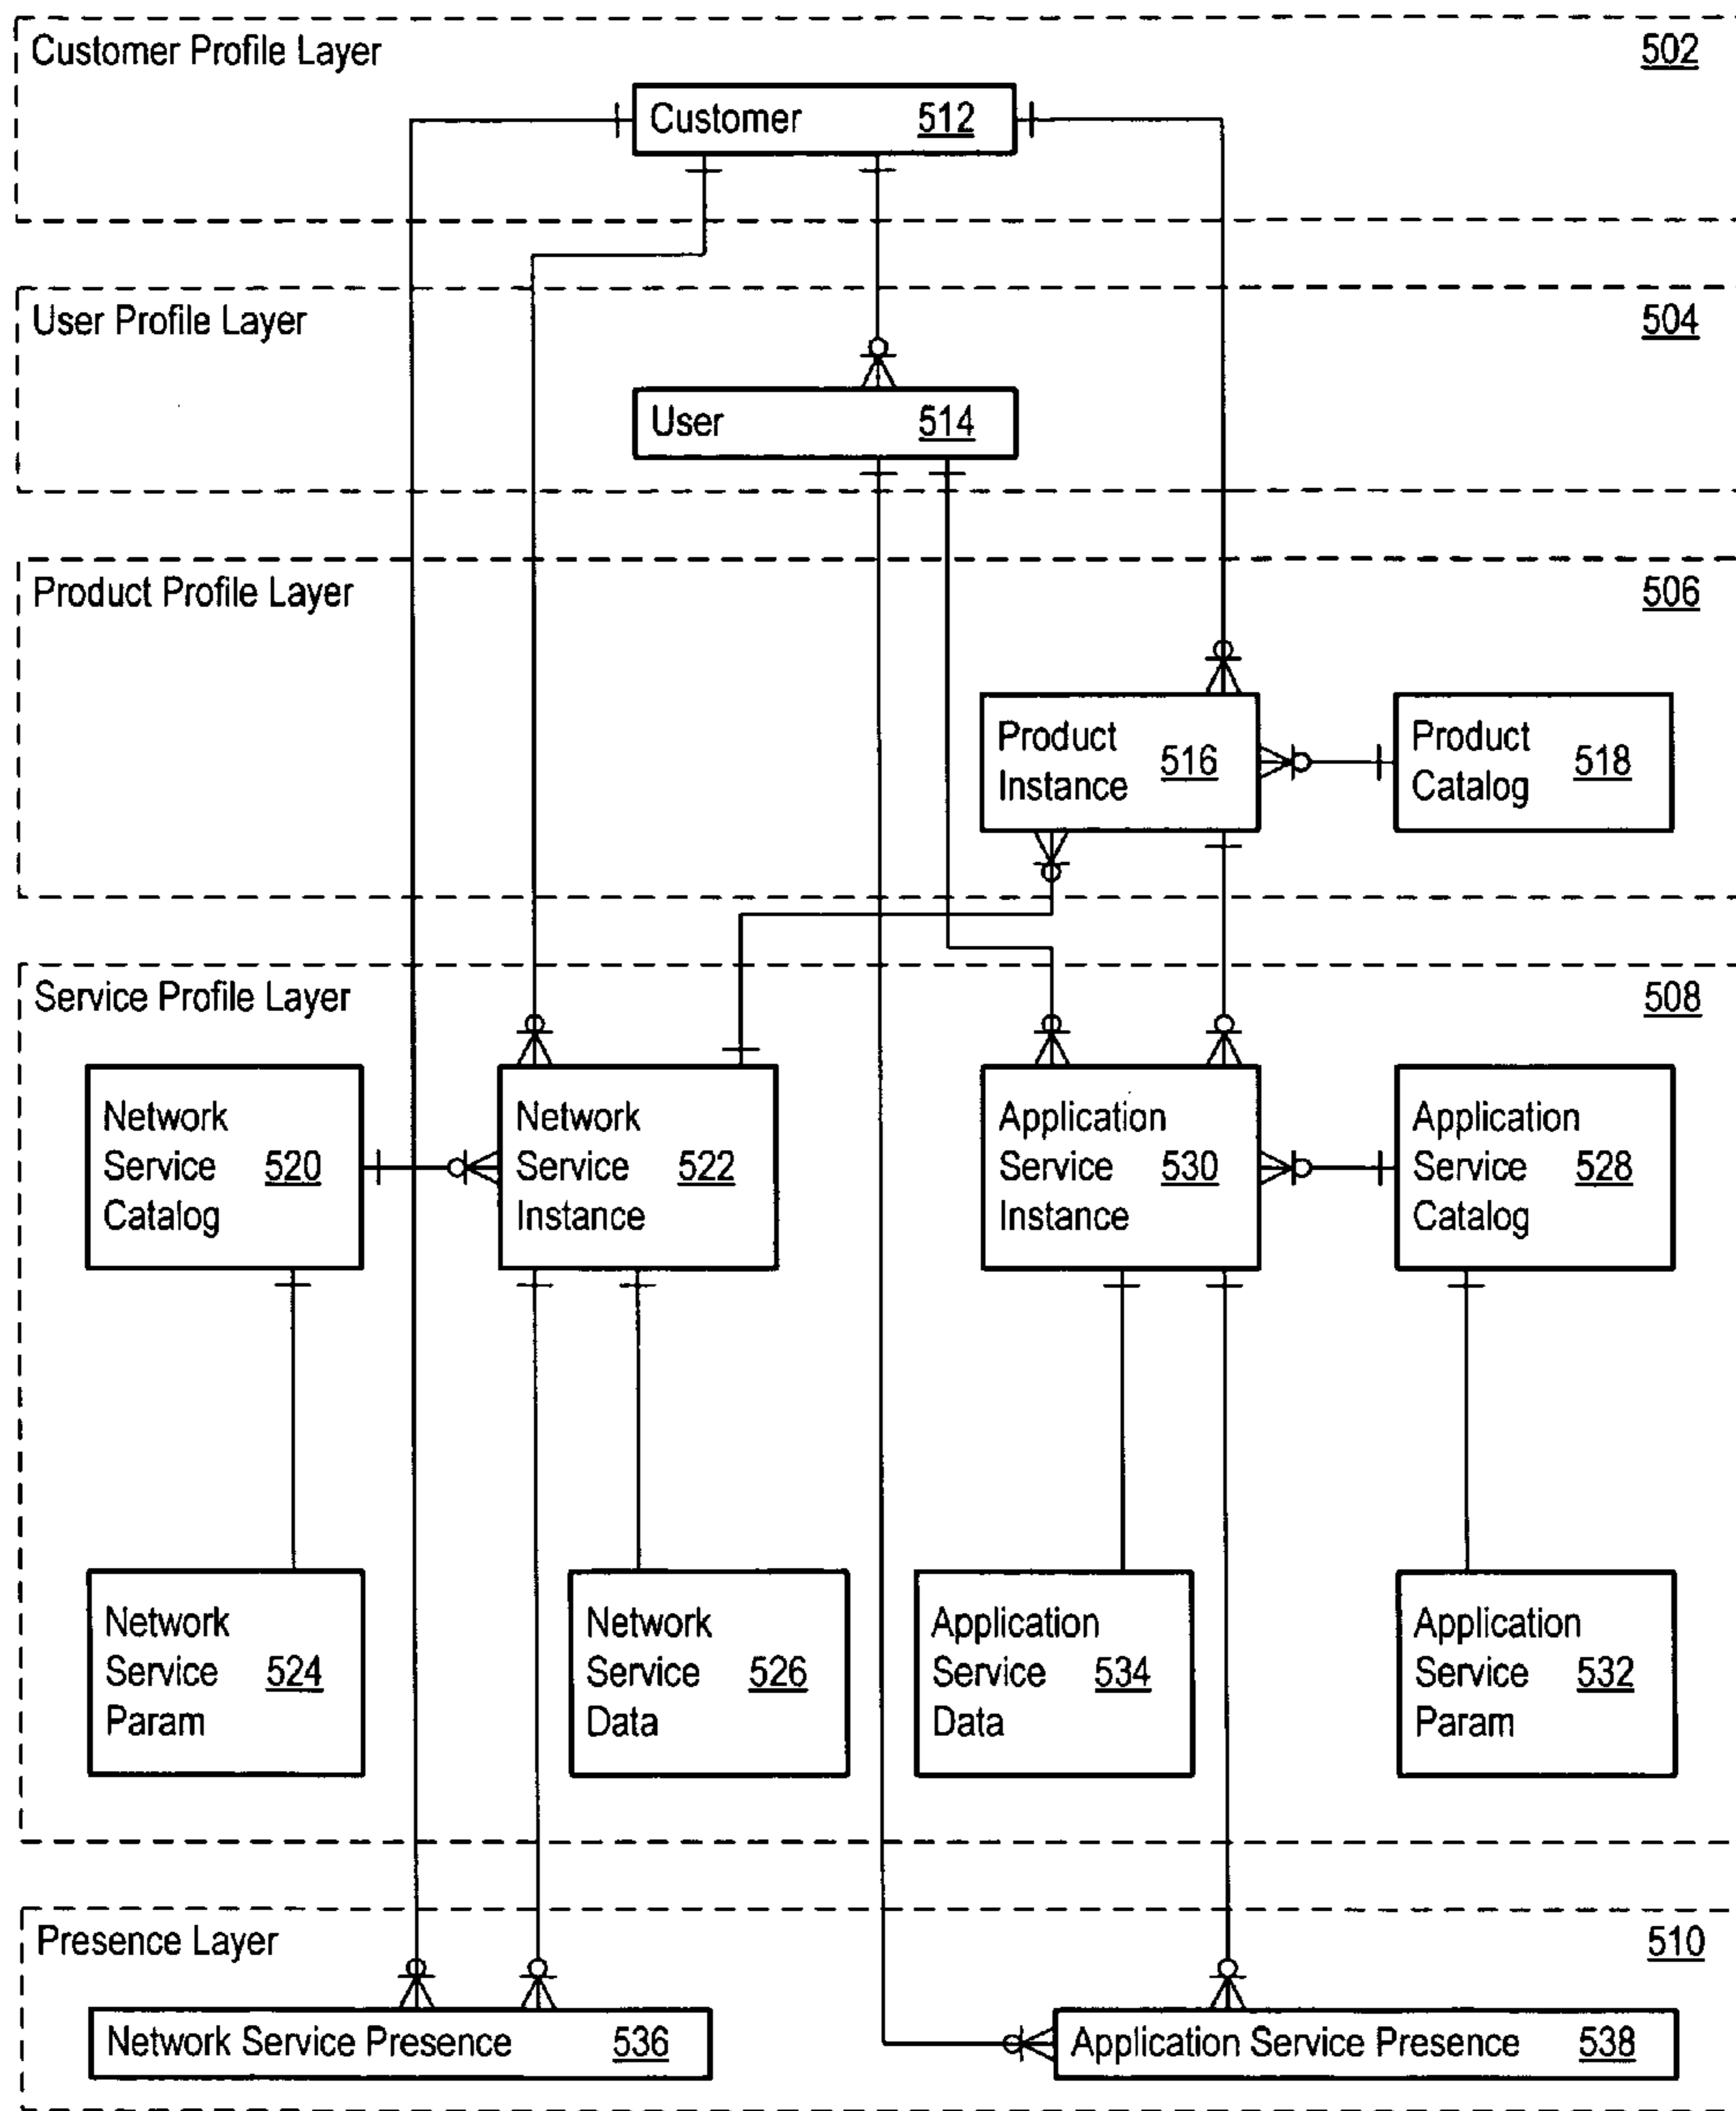 Customer Profile Layer 502
Customer 512
User Profile Layer 504
User 514
Product Profile Layer 506
Product
Instance 516
Product
Catalog 518
Service Profile Layer 508
Network
Service 520
Catalog
Network
Service 522
Instance
Application
Service 530
Instance
Application
Service 528
Catalog
Network
Service 524
Param
Network
Service 526
Data
Application
Service 534
Data
Application
Service 532
Param
Presence Layer 510
Network Service Presence 536
Application Service Presence 538